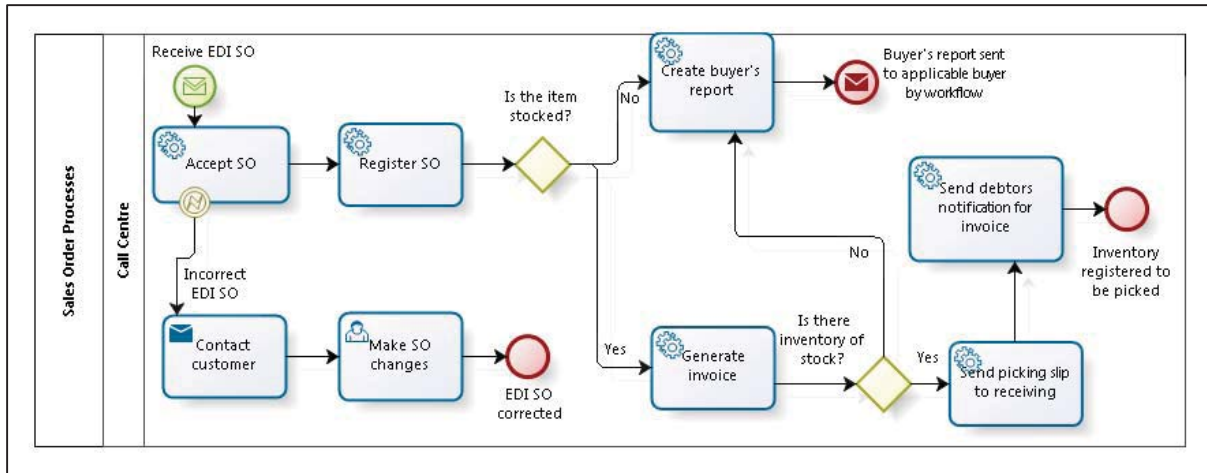 Sales Order Processes
Call Centre
Receive EDI SO
Accept SO
Register SO
Is the item
stocked?
No
Create buyer's
report
Buyer's report sent
to applicable buyer
by workflow
Incorrect
EDI SO
Contact
customer
Make SO
changes
EDI SO
corrected
Yes
Generate
invoice
Is there
inventory of
stock?
No
Yes
Send picking slip
to receiving
Send debtors
notification for
invoice
Inventory
registered to
be picked